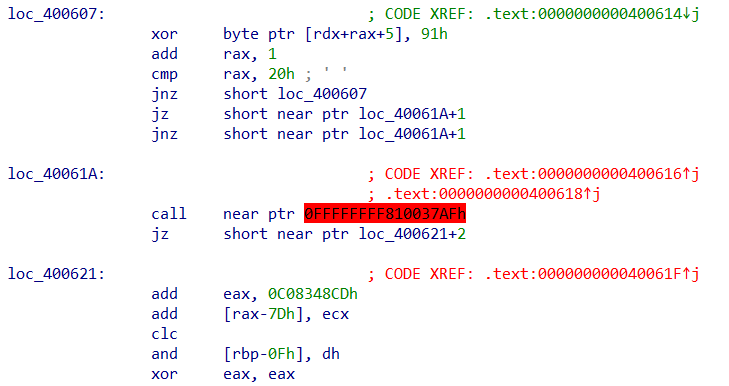 loc_400607: ; CODE XREF: .text:0000000000400614↓j
xor byte ptr [rdx+rax+5], 91h
add rax, 1
cmp rax, 20h ; ' '
jnz short loc_400607
jz short near ptr loc_40061A+1
jnz short near ptr loc_40061A+1
loc_40061A: ; CODE XREF: .text:0000000000400616↑j
; .text:0000000000400618↑j
call near ptr 0FFFFFFFF810037AFh
jz short near ptr loc_400621+2
loc_400621: ; CODE XREF: .text:000000000040061F↑j
add eax, 0C08348CDh
add [rax-7Dh], ecx
clc
and [rbp-0Fh], dh
xor eax, eax